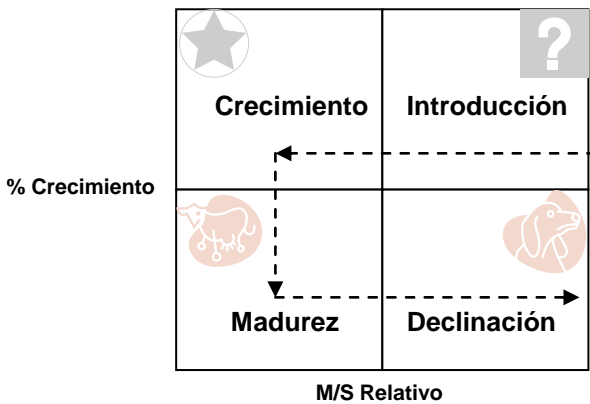 ?
Crecimiento
Introducción
% Crecimiento
Madurez
Declinación
M/S Relativo